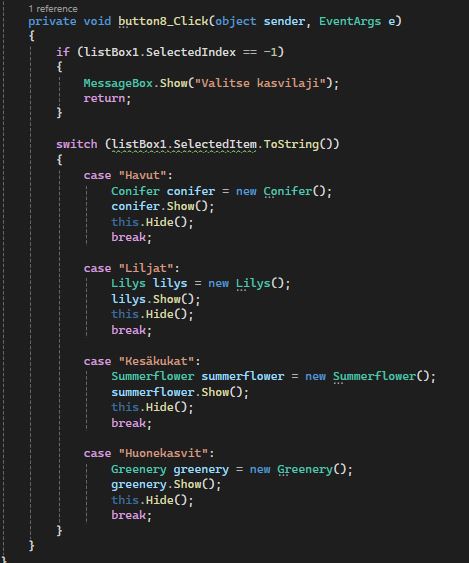 1 reference
private void button8_Click(object sender, EventArgs e)
{
if (listBox1.SelectedIndex == -1)
{
MessageBox.Show("Valitse kasvilaji");
return;
}
switch (listBox1.SelectedItem.ToString())
{
case "Havut":
Conifer conifer = new Conifer();
conifer.Show();
this.Hide();
break;
case "Liljat":
Lilys lilys = new Lilys();
lilys.Show();
this.Hide();
break;
case "Kesäkukat":
Summerflower summerflower = new Summerflower();
summerflower.Show();
this.Hide();
break;
case "Huonekasvit":
Greenery greenery = new Greenery();
greenery.Show();
this.Hide();
break;
}
}
}